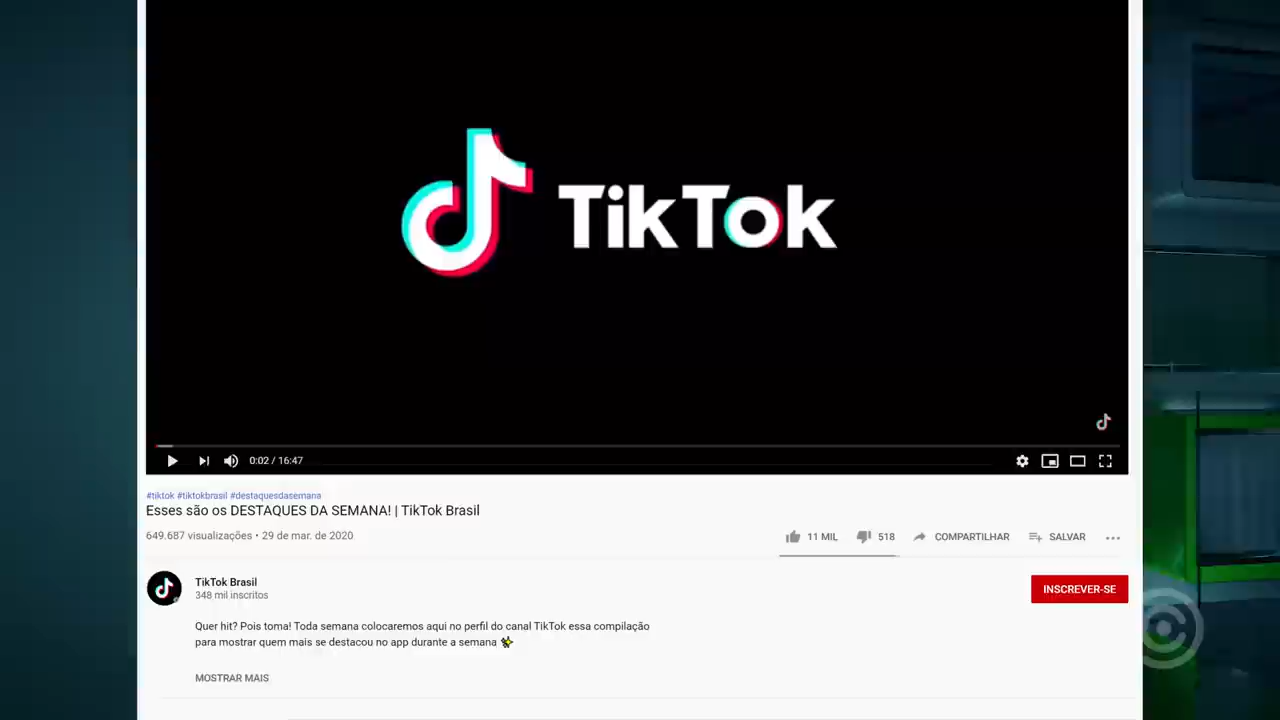 TikTok
0:02 / 16:47
#tiktok #tiktokbrasil #destaquesdasemana
Esses são os DESTAQUES DA SEMANA! | TikTok Brasil
649.687 visualizações • 29 de mar. de 2020
11 MIL 518 COMPARTILHAR SALVAR
TikTok Brasil
348 mil inscritos
INSCREVER-SE
Quer hit? Pois toma! Toda semana colocaremos aqui no perfil do canal TikTok essa compilação
para mostrar quem mais se destacou no app durante a semana ✨
MOSTRAR MAIS